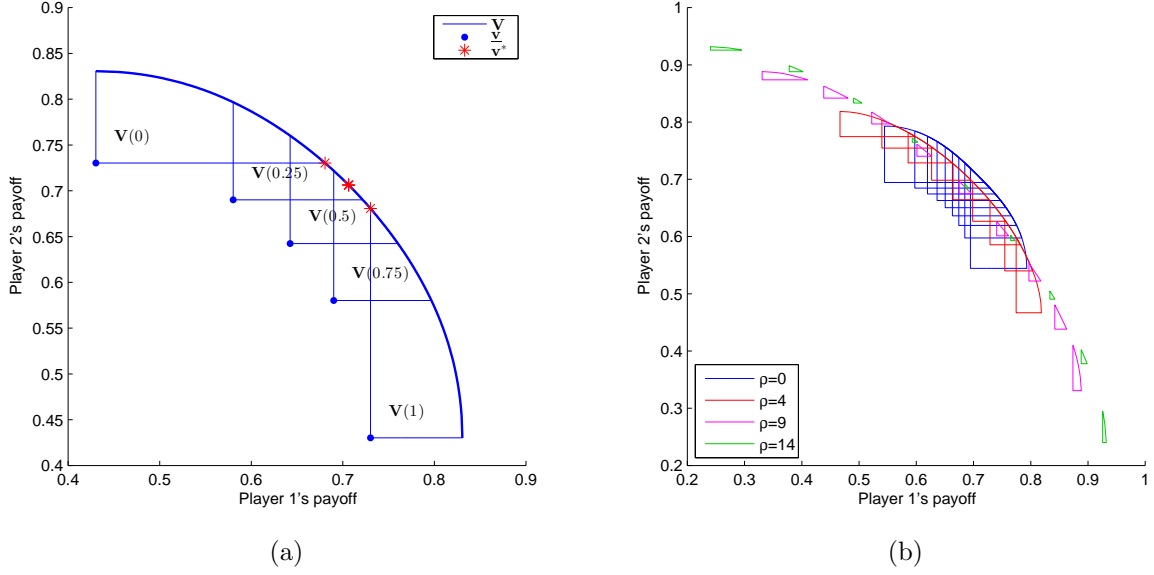 0.9
0.85
0.8
0.75
0.7
0.65
0.6
0.55
0.5
0.45
0.4
0.4 0.5 0.6 0.7 0.8 0.9
Player 1's payoff
Player 2's payoff
V
v
v*
V(0)
V(0.25)
V(0.5)
V(0.75)
V(1)
(a)
1
0.9
0.8
0.7
0.6
0.5
0.4
0.3
0.2
0.2 0.3 0.4 0.5 0.6 0.7 0.8 0.9 1
Player 1's payoff
Player 2's payoff
ρ=0
ρ=4
ρ=9
ρ=14
(b)